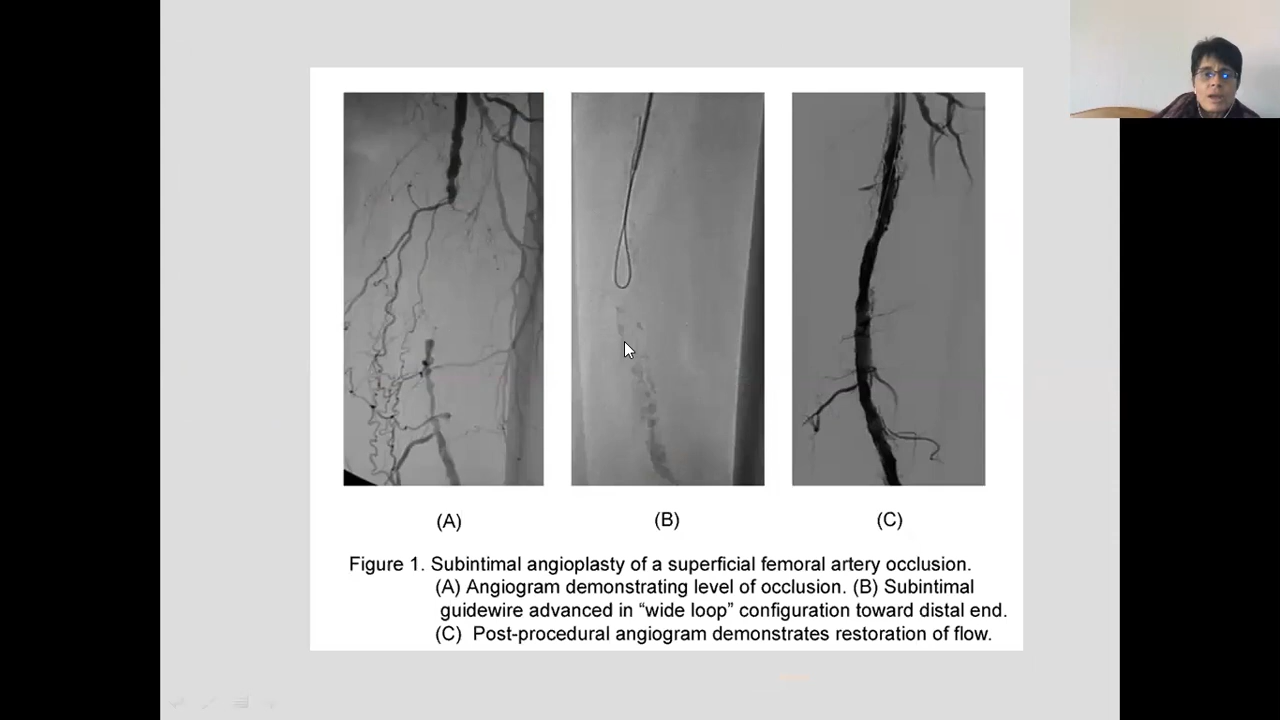 (A)
(B)
(C)
Figure 1. Subintimal angioplasty of a superficial femoral artery occlusion.
(A) Angiogram demonstrating level of occlusion. (B) Subintimal
guidewire advanced in “wide loop” configuration toward distal end.
(C) Post-procedural angiogram demonstrates restoration of flow.